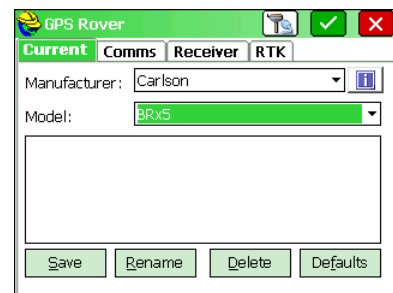 GPS Rover
Current Comms Receiver RTK
Manufacturer: Carlson
Model: BRx5
Save Rename Delete Defaults